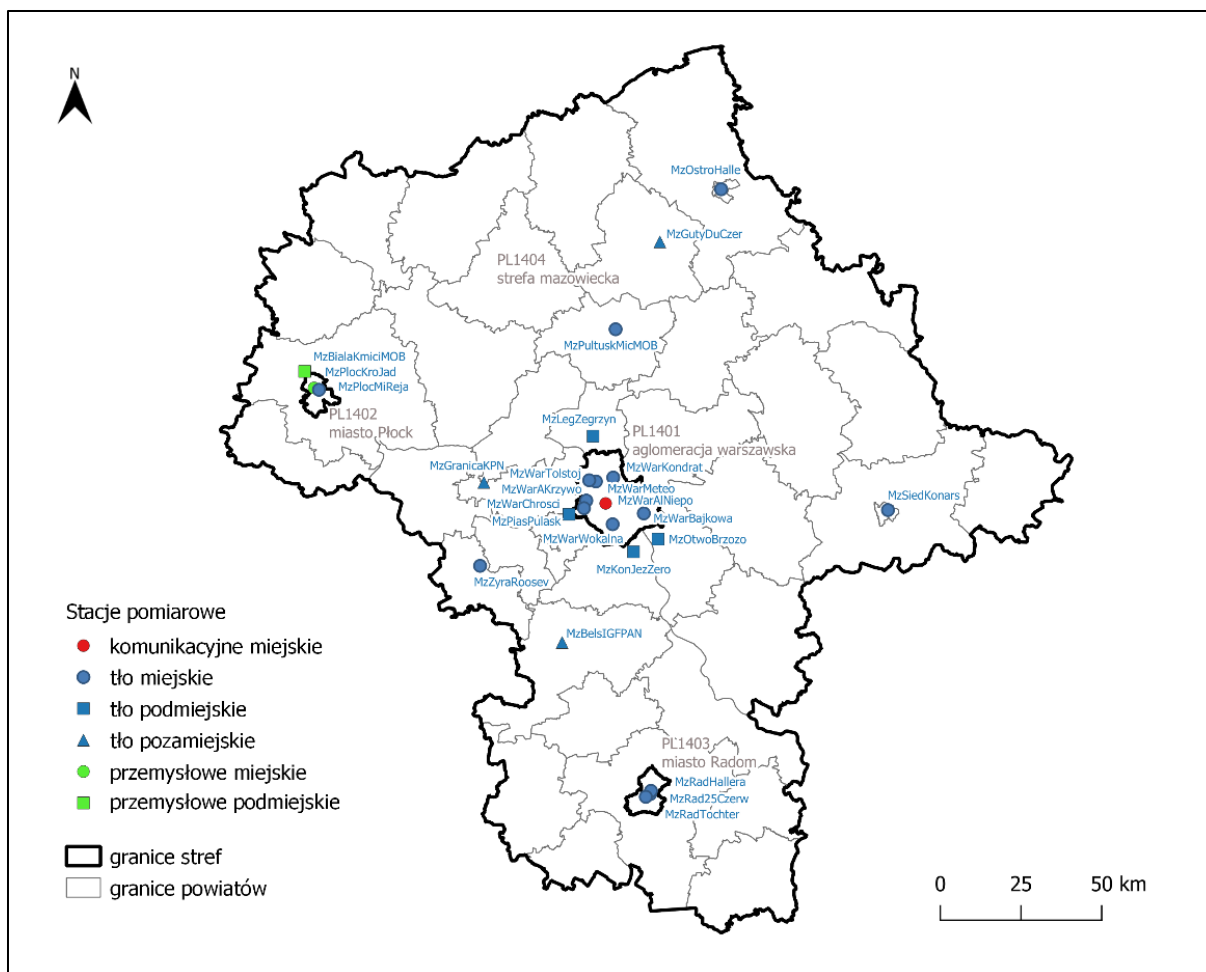 N
MzOstroHalle
MzGutyDuCzer
PL1404
strefa mazowiecka
MzPultuskMicMOB
MzBialaKmiciMOB
MzPlocKroJad
MzPlocMiReja
PL1402
miasto Płock
MzLegZegrzyn
PL1401
aglomeracja warszawska
MzGranicaKPN
MzWarTolstoj
MzWarKondrat
MzWarAKrzywo
MzWarMeteo
MzWarChrosci
MzWarAlNiepo
MzPiasPulask
MzWarBajkowa
MzWarWokalna
MzOtwoBrzozo
MzKonJezZero
MzSiedKonars
MzZyraRoosev
MzBelsIGFPAN
PL1403
miasto Radom
MzRadHallera
MzRad25Czerw
MzRadTochter
Stacje pomiarowe
komunikacyjne miejskie
tło miejskie
tło podmiejskie
tło pozamiejskie
przemysłowe miejskie
przemysłowe podmiejskie
granice stref
granice powiatów
0 25 50 km